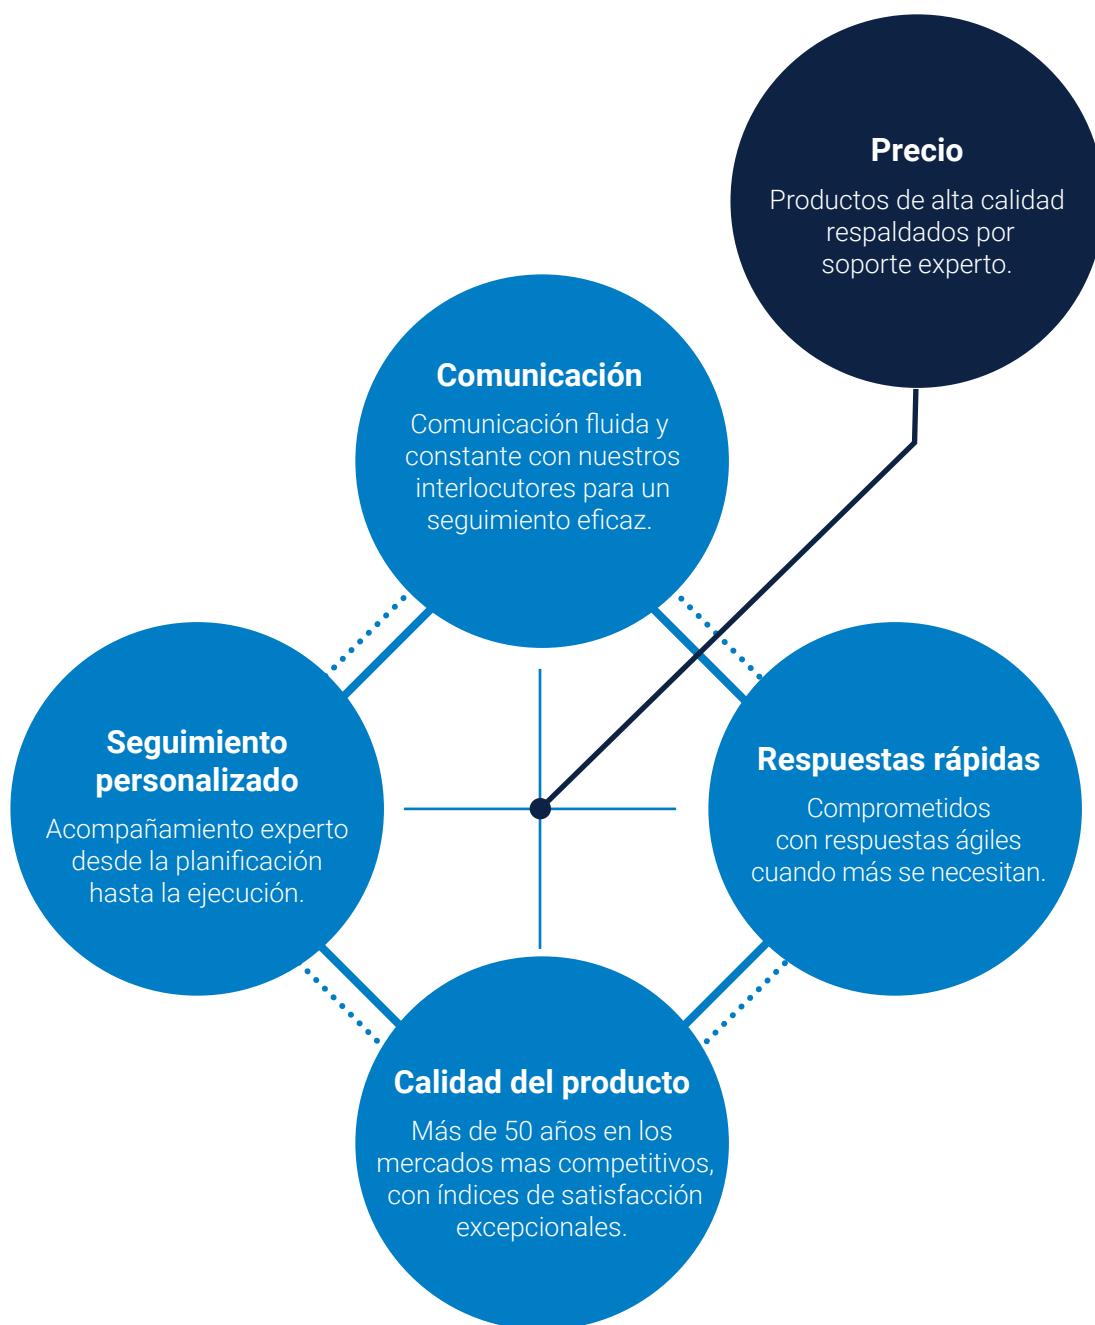 Precio
Productos de alta calidad
respaldados por
soporte experto.
Comunicación
Comunicación fluida y
constante con nuestros
interlocutores para un
seguimiento eficaz.
Seguimiento
personalizado
Acompañamiento experto
desde la planificación
hasta la ejecución.
Respuestas rápidas
Comprometidos
con respuestas ágiles
cuando más se necesitan.
Calidad del producto
Más de 50 años en los
mercados mas competitivos,
con índices de satisfacción
excepcionales.